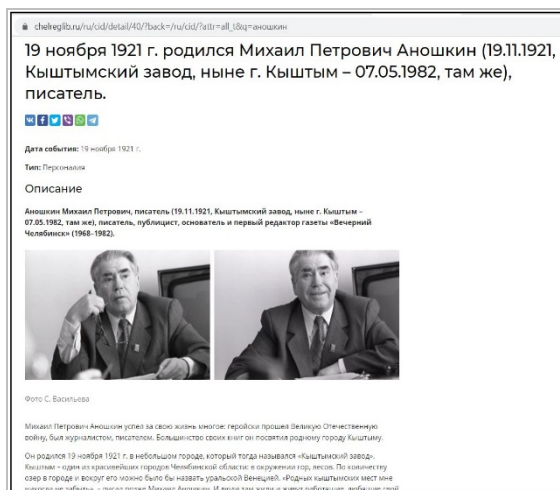 chelreglib.ru/ru/cid/detail/40/?back=/ru/cid/?attr=all_t&q=аношкин
19 ноября 1921 г. родился Михаил Петрович Аношкин (19.11.1921,
Кыштымский завод, ныне г. Кыштым – 07.05.1982, там же),
писатель.
Дата события: 19 ноября 1921 г.
Тип: Персоналия
Описание
Аношкин Михаил Петрович, писатель (19.11.1921, Кыштымский завод, ныне г. Кыштым –
07.05.1982, там же), писатель, публицист, основатель и первый редактор газеты «Вечерний
Челябинск» (1968–1982).
Фото С. Васильева
Михаил Петрович Аношкин успел за свою жизнь многое: геройски прошел Великую Отечественную
войну, был журналистом, писателем. Большинство своих книг он посвятил родному городу Кыштыму.
Он родился 19 ноября 1921 г. в небольшом городе, который тогда назывался «Кыштымский завод».
Кыштым – один из красивейших городов Челябинской области: в окружении гор, лесов. По количеству
озер в городе и вокруг его можно было бы назвать уральской Венецией. «Родных кыштымских мест мне